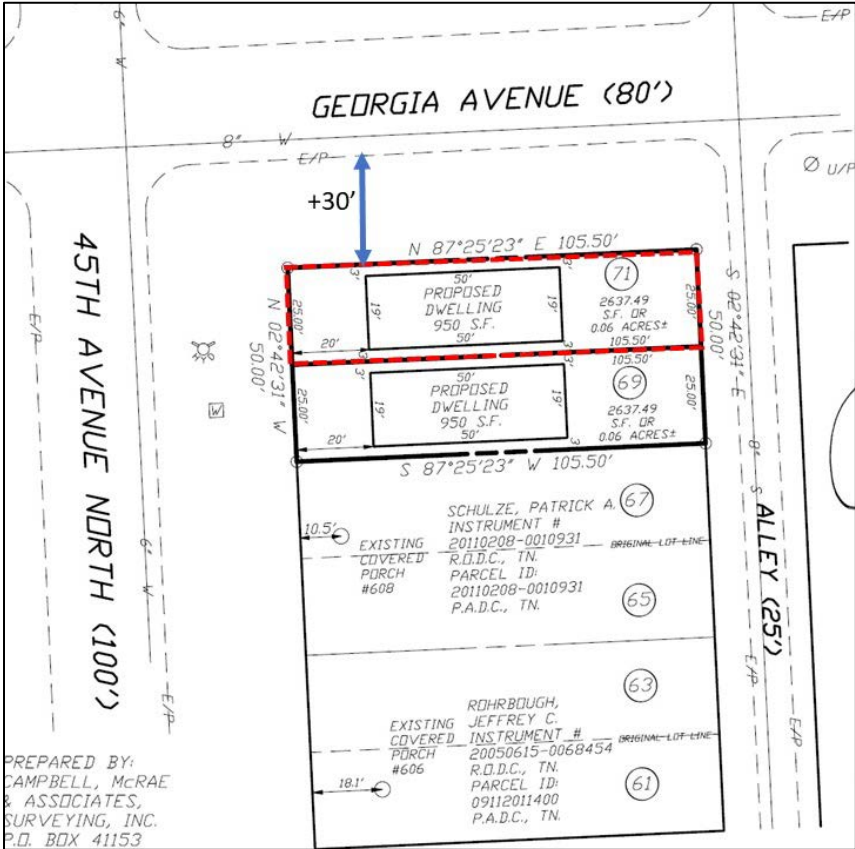 6" W
E/P
GEORGIA AVENUE (80')
8" W
E/P
U/P
+30'
N 87°25'23" E 105.50'
45TH AVENUE NORTH (100')
E/P
N 02°42'31" W
50.00'
25.00'
3'
50'
3'
PROPOSED
DWELLING
950 S.F.
19'
19'
50'
20'
3'
71
2637.49
S.F. OR
0.06 ACRES±
105.50'
25.00'
S 02°42'31" E
50.00'
W
25.00'
3'
50'
PROPOSED
DWELLING
950 S.F.
19'
19'
50'
20'
3'
105.50'
69
2637.49
S.F. OR
0.06 ACRES±
25.00'
S 87°25'23" W 105.50'
8" S
ALLEY (25')
E/P
E/P
6" W
E/P
10.5'
EXISTING
COVERED
PORCH
#608
SCHULZE, PATRICK A.
INSTRUMENT #
20110208-0010931
R.O.D.C., TN.
PARCEL ID:
20110208-0010931
P.A.D.C., TN.
67
ORIGINAL LOT LINE
65
63
18.1'
EXISTING
COVERED
PORCH
#606
ROHRBOUGH,
JEFFREY C.
INSTRUMENT #
20050615-0068454
R.O.D.C., TN.
PARCEL ID:
09112011400
P.A.D.C., TN.
ORIGINAL LOT LINE
61
PREPARED BY:
CAMPBELL, McRAE
& ASSOCIATES,
SURVEYING, INC.
P.O. BOX 41153